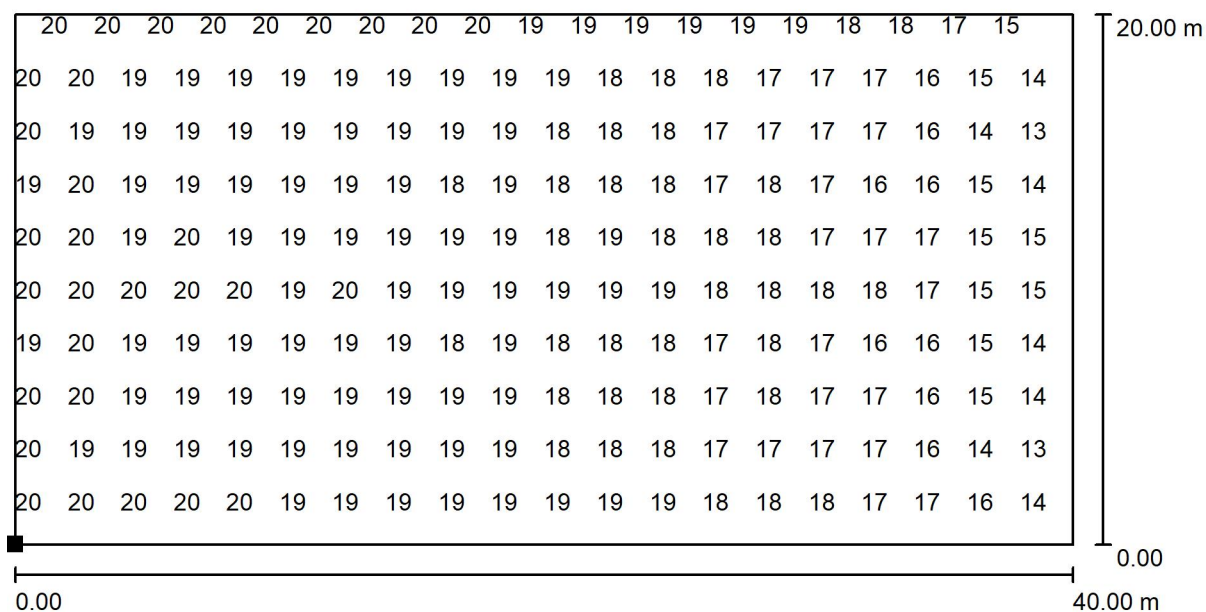 20 20 20 20 20 20 20 20 20 19 19 19 19 19 19 18 18 17 15
20.00 m
20 20 19 19 19 19 19 19 19 19 19 18 18 18 17 17 17 16 15 14
20 19 19 19 19 19 19 19 19 19 18 18 18 17 17 17 17 16 14 13
19 20 19 19 19 19 19 19 18 19 18 18 18 17 18 17 16 16 15 14
20 20 19 20 19 19 19 19 19 19 18 19 18 18 18 17 17 17 15 15
20 20 20 20 20 19 20 19 19 19 19 19 19 18 18 18 18 17 15 15
19 20 19 19 19 19 19 19 18 19 18 18 18 17 18 17 16 16 15 14
20 20 19 19 19 19 19 19 19 19 18 18 18 17 18 17 17 16 15 14
20 19 19 19 19 19 19 19 19 19 18 18 18 17 17 17 17 16 14 13
20 20 20 20 20 19 19 19 19 19 19 19 19 18 18 18 17 17 16 14
0.00
0.00
40.00 m